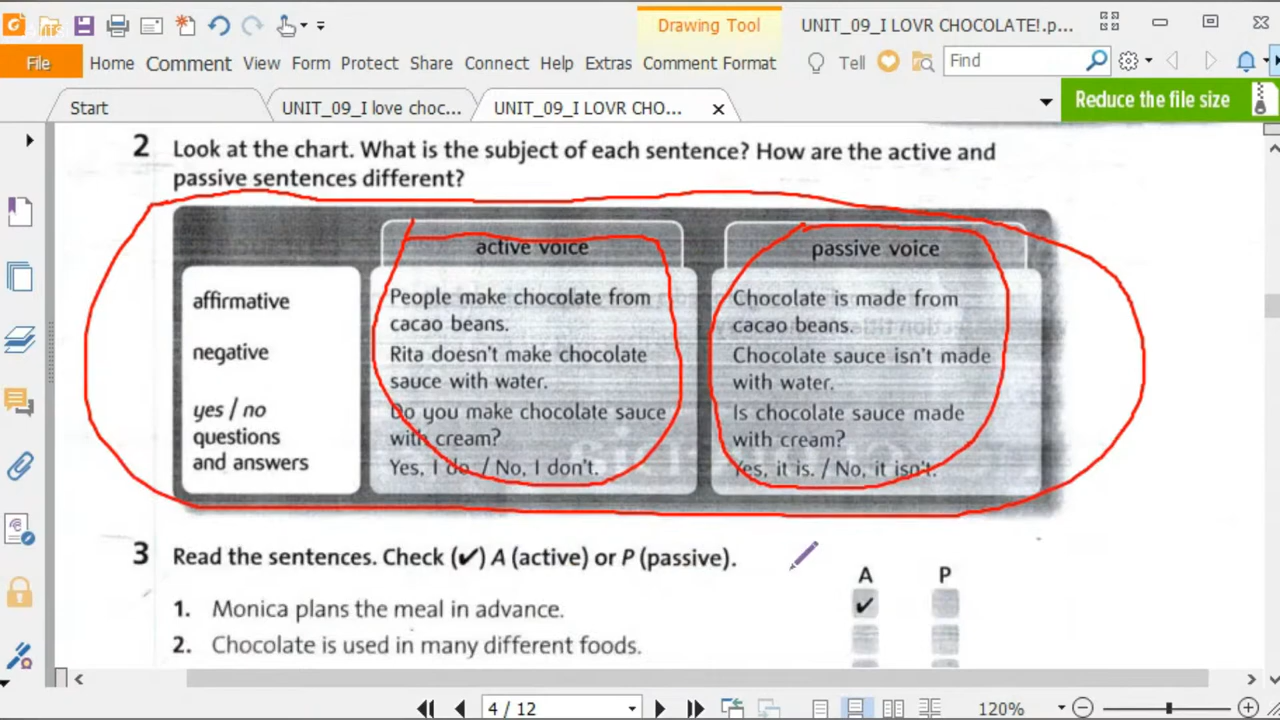 Drawing Tool
UNIT_09_I LOVR CHOCOLATE!.p...
File
Home
Comment
View
Form
Protect
Share
Connect
Help
Extras
Comment Format
Tell
Find
Start
UNIT_09_I love choc...
UNIT_09_I LOVR CHO...
Reduce the file size
2 Look at the chart. What is the subject of each sentence? How are the active and
passive sentences different?
active voice
passive voice
affirmative
People make chocolate from
cacao beans.
Chocolate is made from
cacao beans.
negative
Rita doesn't make chocolate
sauce with water.
Chocolate sauce isn't made
with water.
yes / no
questions
and answers
Do you make chocolate sauce
with cream?
Yes, I do. / No, I don't.
Is chocolate sauce made
with cream?
Yes, it is. / No, it isn't.
3 Read the sentences. Check (✔) A (active) or P (passive).
A P
1. Monica plans the meal in advance. ✔
2. Chocolate is used in many different foods.
4 / 12
120%